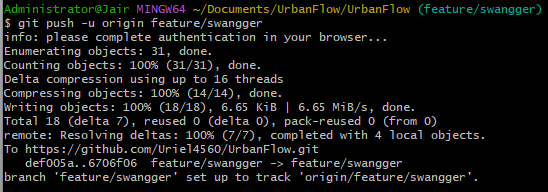 Administrator@Jair MINGW64 ~/Documents/UrbanFlow/UrbanFlow (feature/swangger)
$ git push -u origin feature/swangger
info: please complete authentication in your browser...
Enumerating objects: 31, done.
Counting objects: 100% (31/31), done.
Delta compression using up to 16 threads
Compressing objects: 100% (14/14), done.
Writing objects: 100% (18/18), 6.65 KiB | 6.65 MiB/s, done.
Total 18 (delta 7), reused 0 (delta 0), pack-reused 0 (from 0)
remote: Resolving deltas: 100% (7/7), completed with 4 local objects.
To https://github.com/Uriel4560/UrbanFlow.git
   def005a..6706f06  feature/swangger -> feature/swangger
branch 'feature/swangger' set up to track 'origin/feature/swangger'.